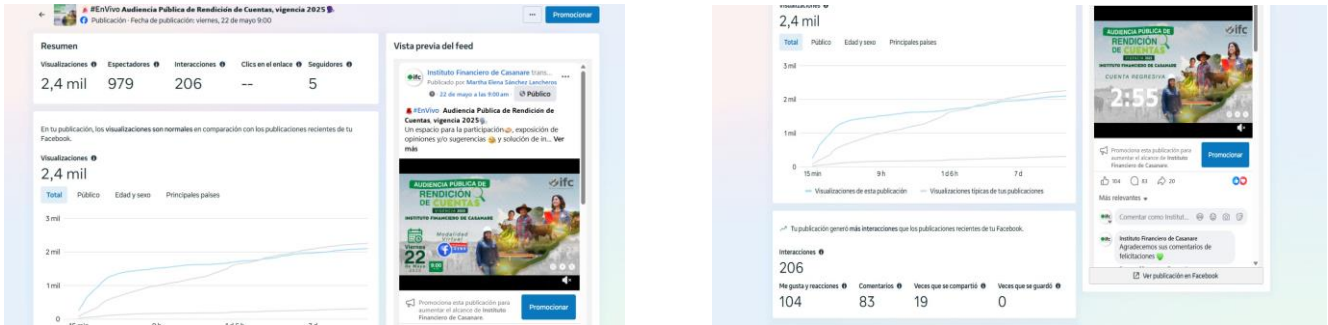 #EnVivo Audiencia Pública de Rendición de Cuentas, vigencia 2025
Publicación · Fecha de publicación: viernes, 22 de mayo 9:00
Promocionar
Resumen
Visualizaciones Espectadores Interacciones Clics en el enlace Seguidores
2,4 mil 979 206 -- 5
En tu publicación, los visualizaciones son normales en comparación con los publicaciones recientes de tu
Facebook.
Visualizaciones
2,4 mil
Total Público Edad y sexo Principales países
3 mil
2 mil
1 mil
0
Vista previa del feed
Instituto Financiero de Casanare trans...
Publicado por Martha Elena Sánchez Lancheros
22 de mayo a las 9:00 am · Público
#EnVivo Audiencia Pública de Rendición de
Cuentas, vigencia 2025
Un espacio para la participación, exposición de
opiniones y/o sugerencias y solución de in... Ver
más
ifc
AUDIENCIA PÚBLICA DE
RENDICIÓN
DE CUENTAS
INSTITUTO FINANCIERO DE CASANARE
Modalidad
Virtual
Viernes
22
Promociona esta publicación para
aumentar el alcance de Instituto
Financiero de Casanare.
Promocionar
2,4 mil
Total Público Edad y sexo Principales países
3 mil
2 mil
1 mil
0
15 min 9 h 1 d 6 h 7 d
Visualizaciones de esta publicación Visualizaciones típicas de tus publicaciones
Tu publicación generó más interacciones que los publicaciones recientes de tu Facebook.
Interacciones
206
Me gusta y reacciones Comentarios Veces que se compartió Veces que se guardó
104 83 19 0
ifc
AUDIENCIA PÚBLICA DE
RENDICIÓN
DE CUENTAS
INSTITUTO FINANCIERO DE CASANARE
CUENTA REGRESIVA
2:55
Promociona esta publicación para
aumentar el alcance de Instituto
Financiero de Casanare.
Promocionar
104 83 20
Más relevantes
Comentar como Institut...
Instituto Financiero de Casanare
Agradecemos sus comentarios de
felicitaciones
Ver publicación en Facebook